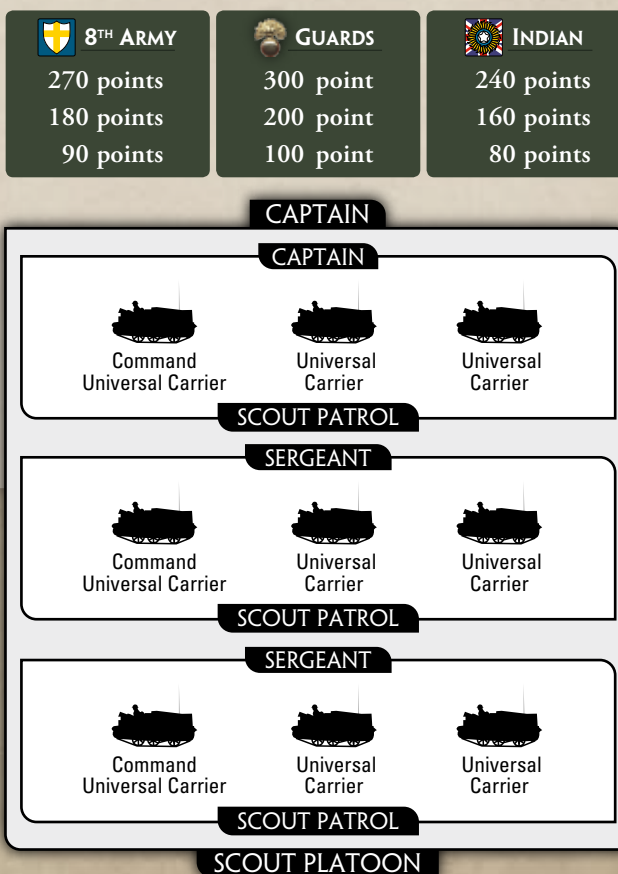 8TH ARMY
270 points
180 points
90 points
GUARDS
300 point
200 point
100 point
INDIAN
240 points
160 points
80 points
CAPTAIN
CAPTAIN
Command
Universal Carrier
Universal
Carrier
Universal
Carrier
SCOUT PATROL
SERGEANT
Command
Universal Carrier
Universal
Carrier
Universal
Carrier
SCOUT PATROL
SERGEANT
Command
Universal Carrier
Universal
Carrier
Universal
Carrier
SCOUT PATROL
SCOUT PLATOON